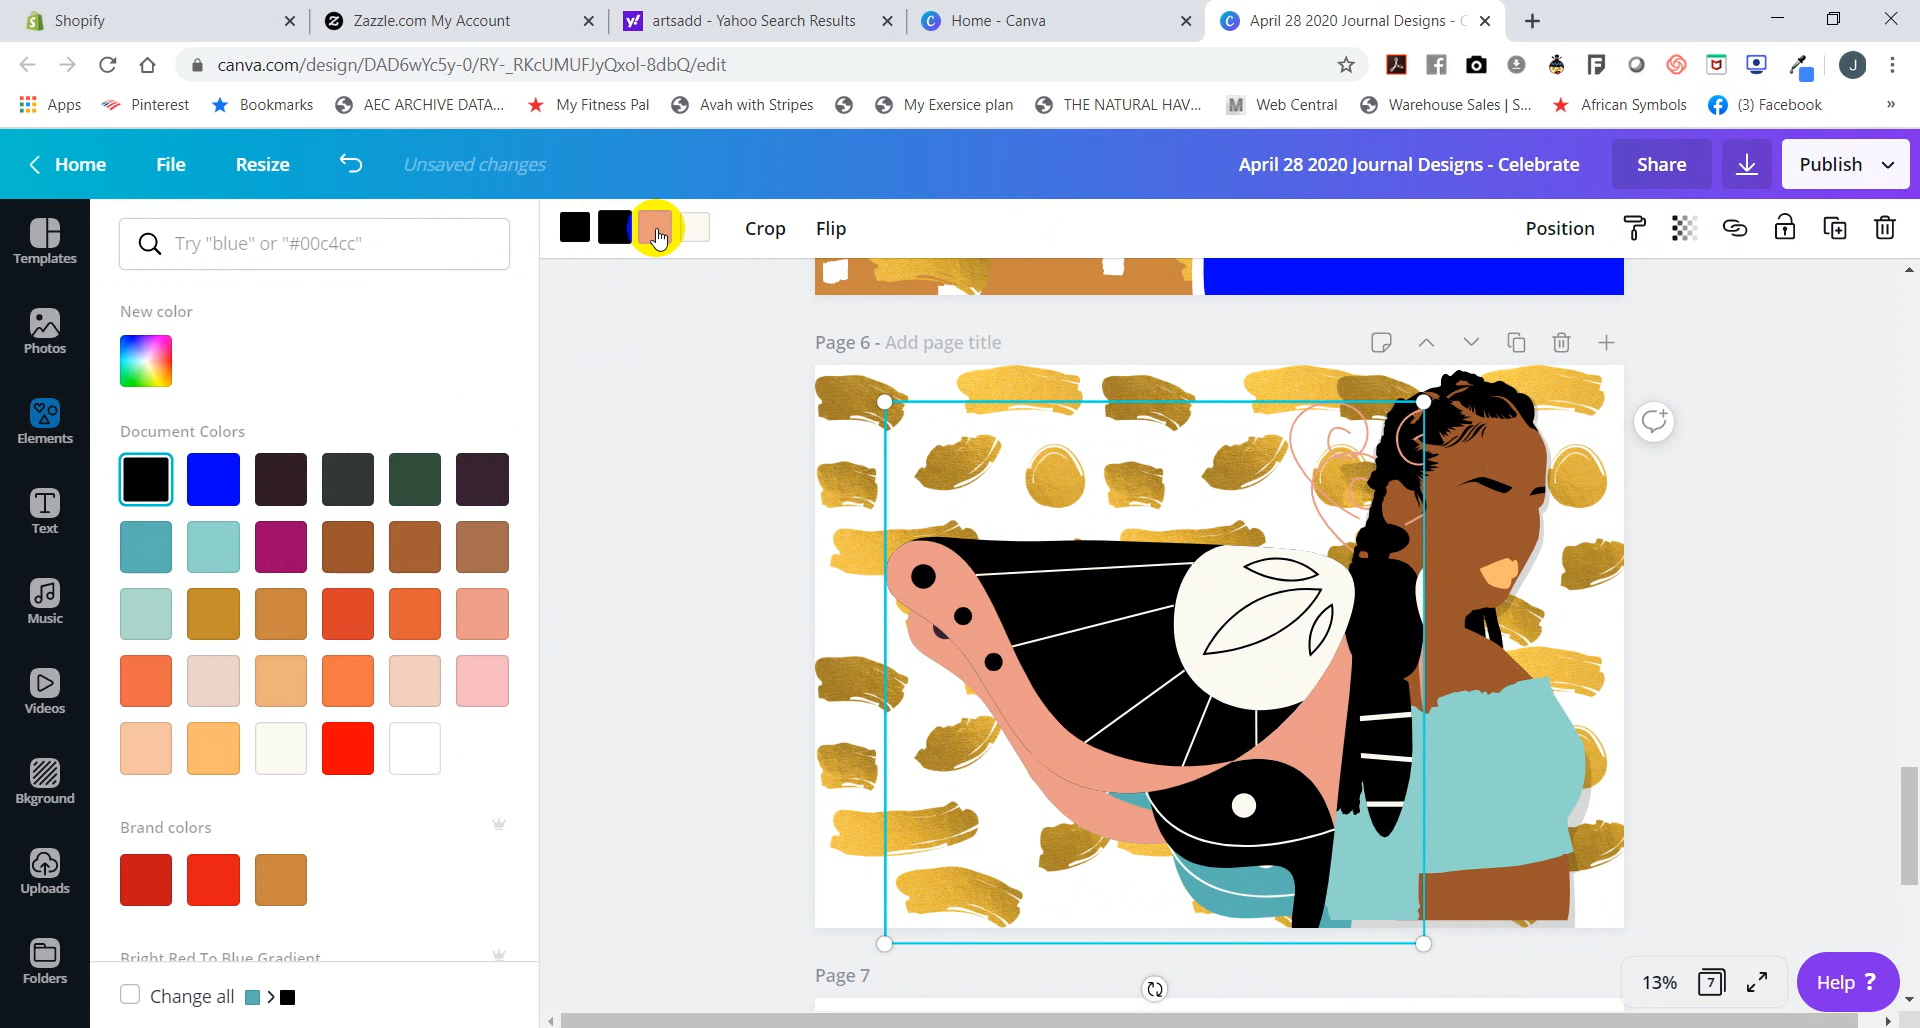 Shopify
Zazzle.com My Account
artsadd - Yahoo Search Results
Home - Canva
April 28 2020 Journal Designs - C
canva.com/design/DAD6wYc5y-0/RY-_RKcUMUFJyQxol-8dbQ/edit
J
Apps
Pinterest
Bookmarks
AEC ARCHIVE DATA...
My Fitness Pal
Avah with Stripes
My Exersice plan
THE NATURAL HAV...
M Web Central
Warehouse Sales | S...
African Symbols
(3) Facebook
»
Home
File
Resize
Unsaved changes
April 28 2020 Journal Designs - Celebrate
Share
Publish
Templates
Photos
Elements
Text
Music
Videos
Bkground
Uploads
Folders
Try "blue" or "#00c4cc"
New color
Document Colors
Brand colors
Bright Red To Blue Gradient
Change all
Crop
Flip
Position
Page 6 - Add page title
Page 7
13%
7
Help ?